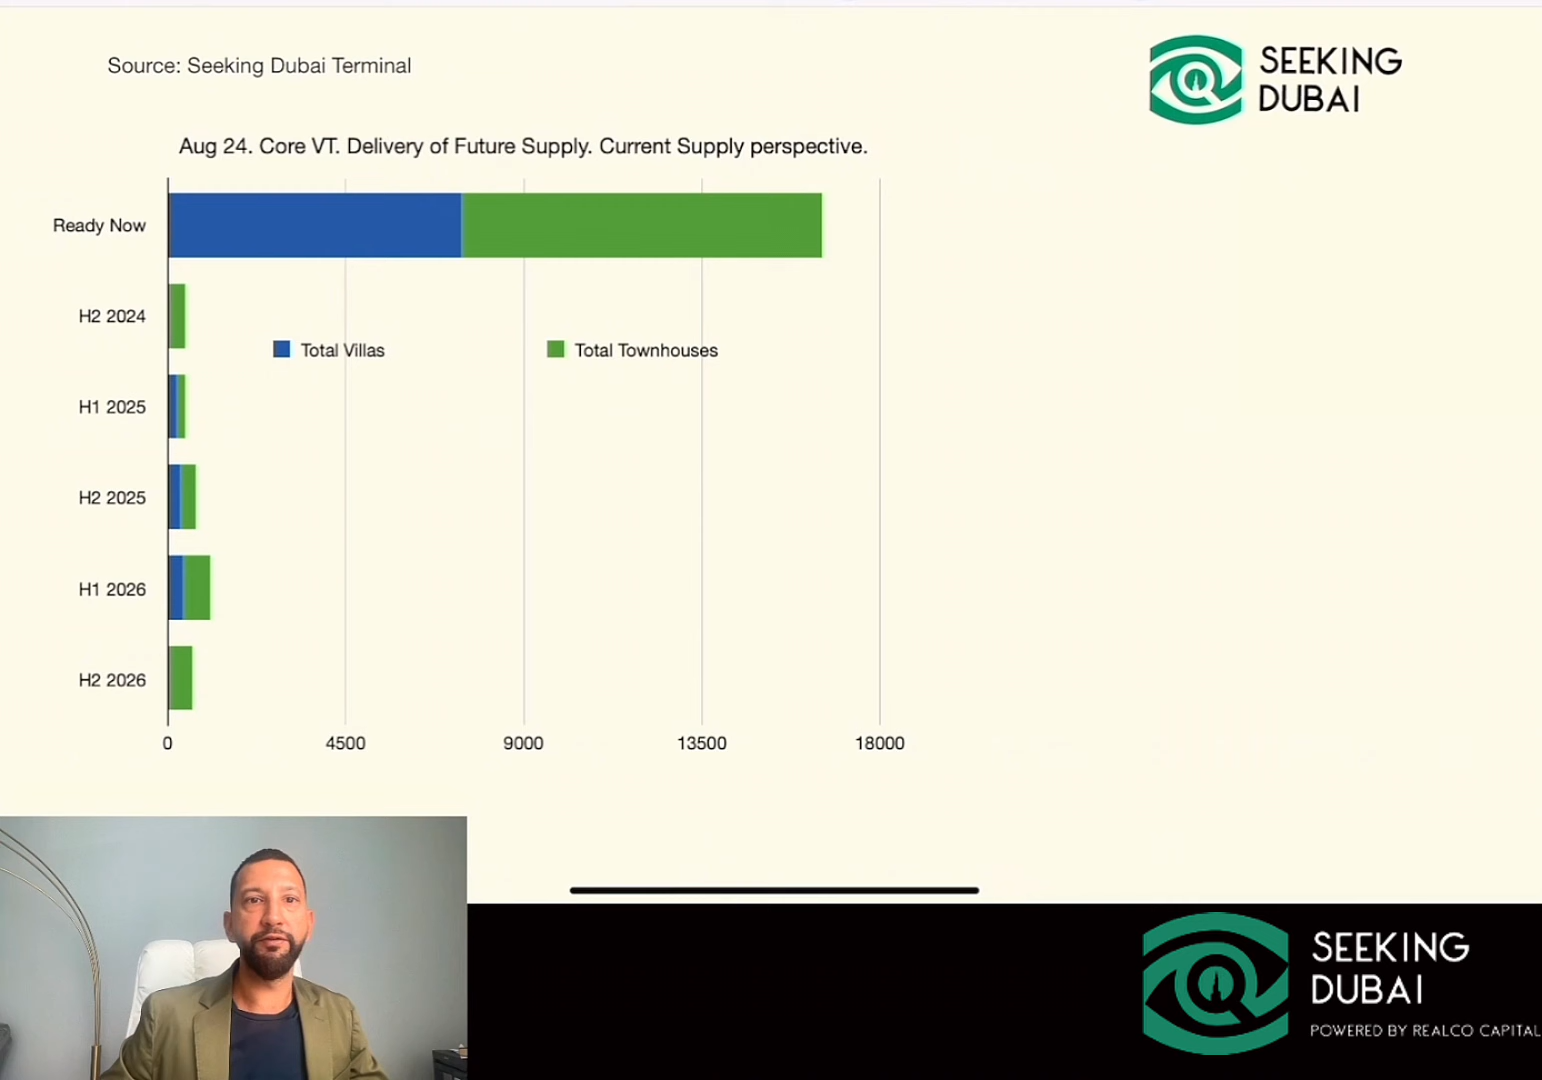 Source: Seeking Dubai Terminal
SEEKING
DUBAI
Aug 24. Core VT. Delivery of Future Supply. Current Supply perspective.
Ready Now
H2 2024
Total Villas
Total Townhouses
H1 2025
H2 2025
H1 2026
H2 2026
0 4500 9000 13500 18000
SEEKING
DUBAI
POWERED BY REALCO CAPITAL